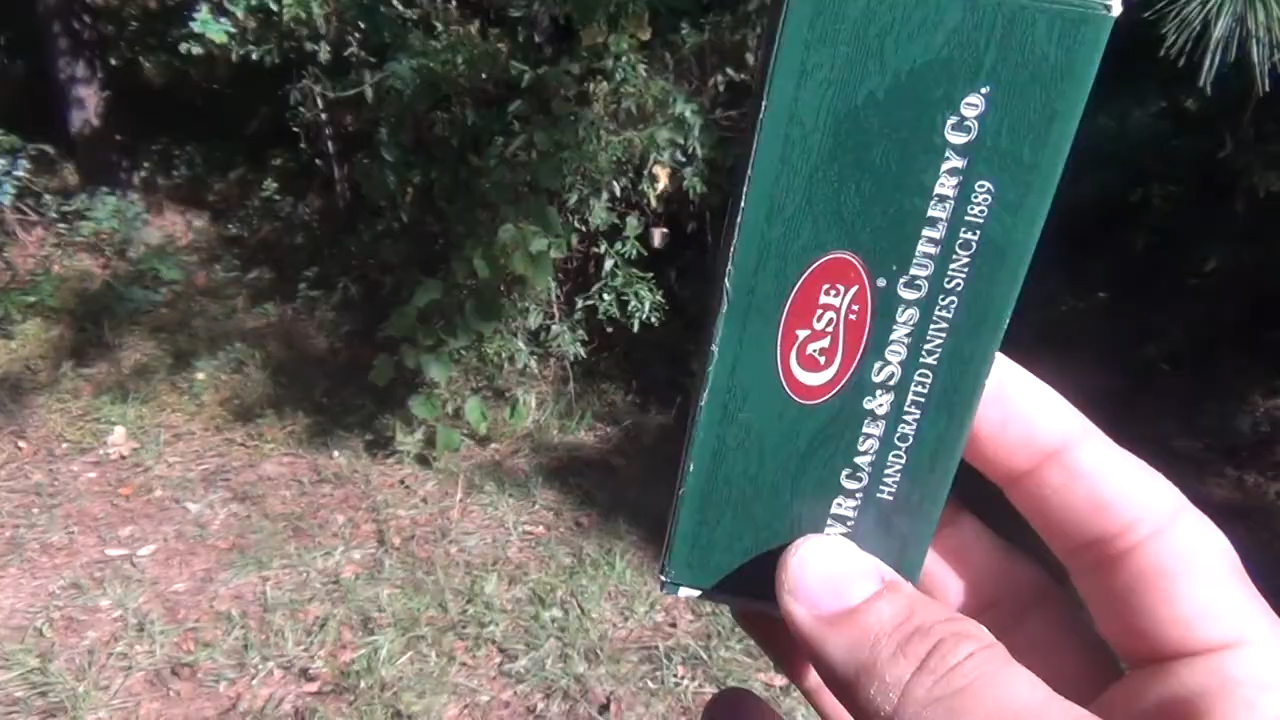 CASE
XX
®
W.R. CASE & SONS CUTLERY CO.
HAND-CRAFTED KNIVES SINCE 1889